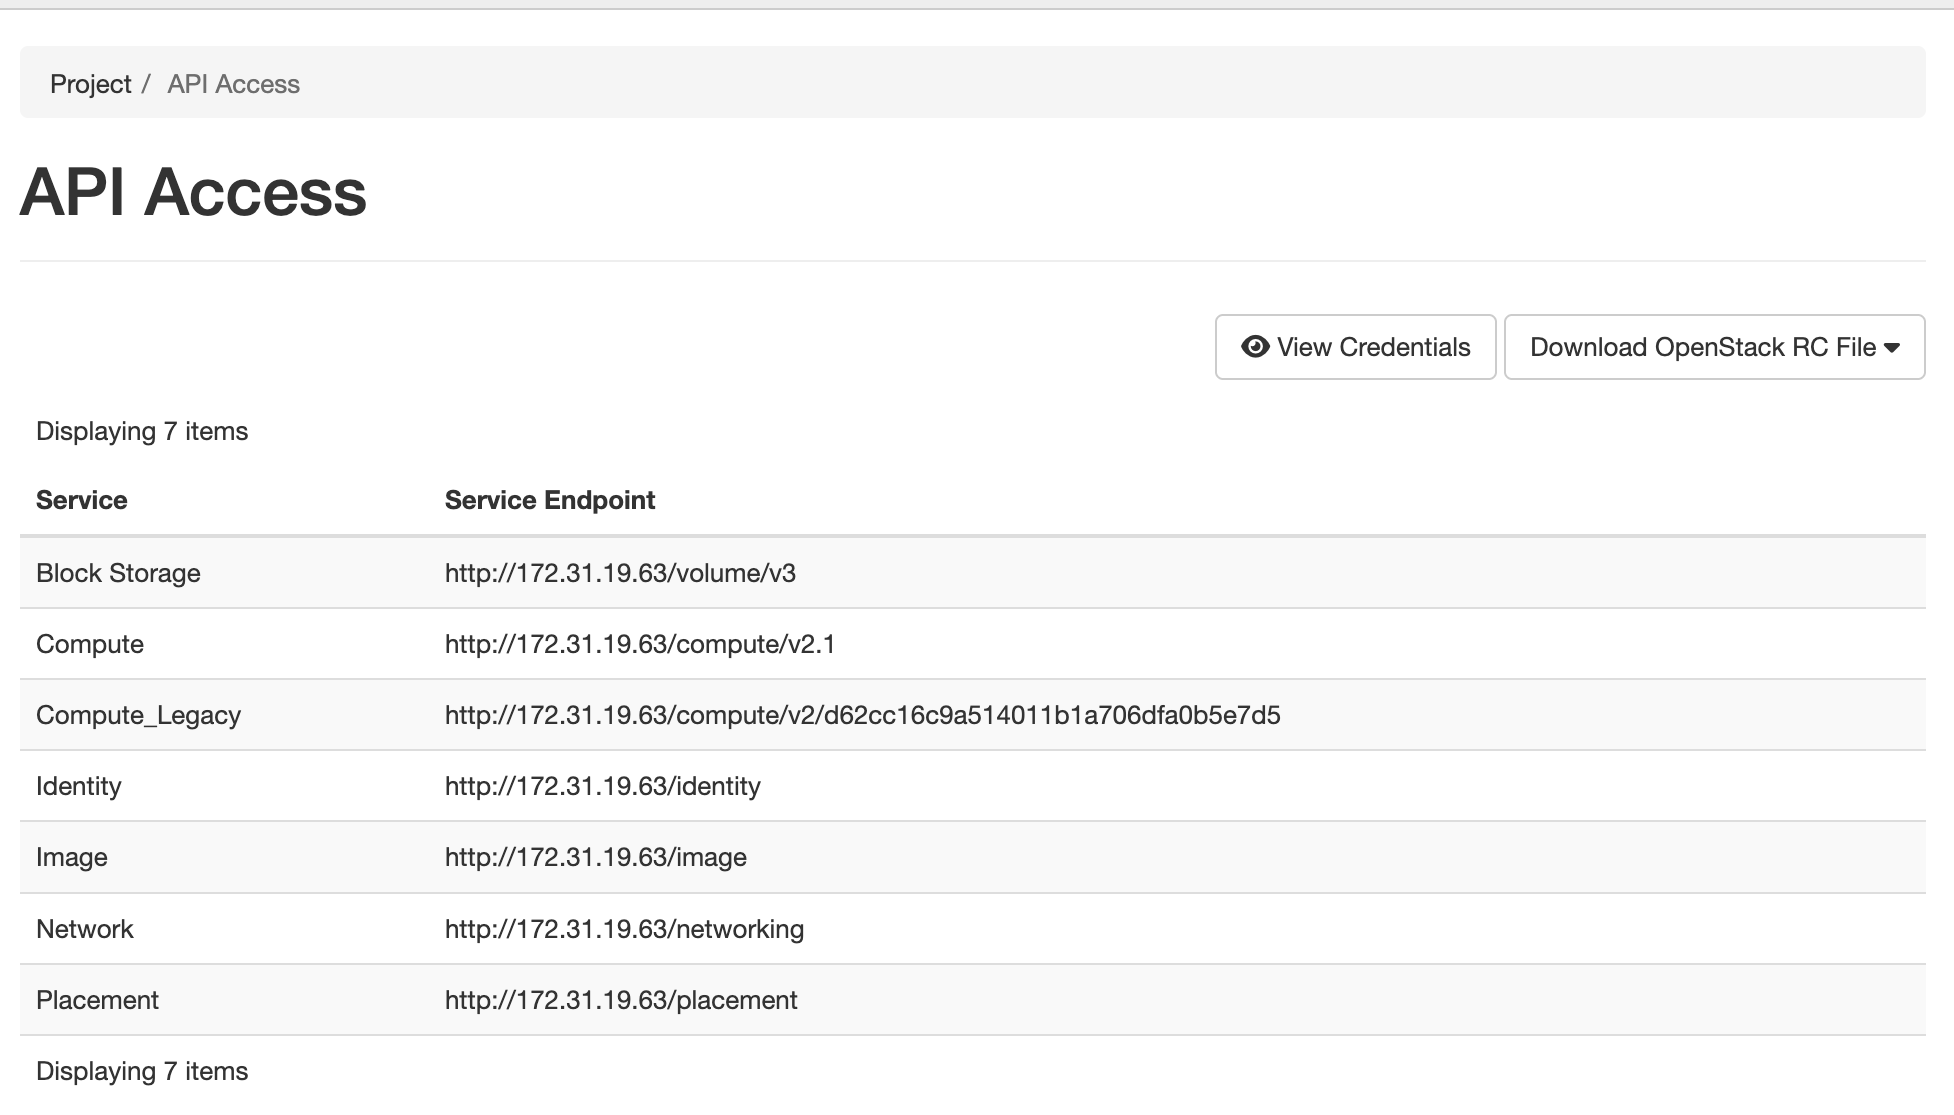 Project / API Access
API Access
View Credentials Download OpenStack RC File
Displaying 7 items
Service Service Endpoint
Block Storage http://172.31.19.63/volume/v3
Compute http://172.31.19.63/compute/v2.1
Compute_Legacy http://172.31.19.63/compute/v2/d62cc16c9a514011b1a706dfa0b5e7d5
Identity http://172.31.19.63/identity
Image http://172.31.19.63/image
Network http://172.31.19.63/networking
Placement http://172.31.19.63/placement
Displaying 7 items